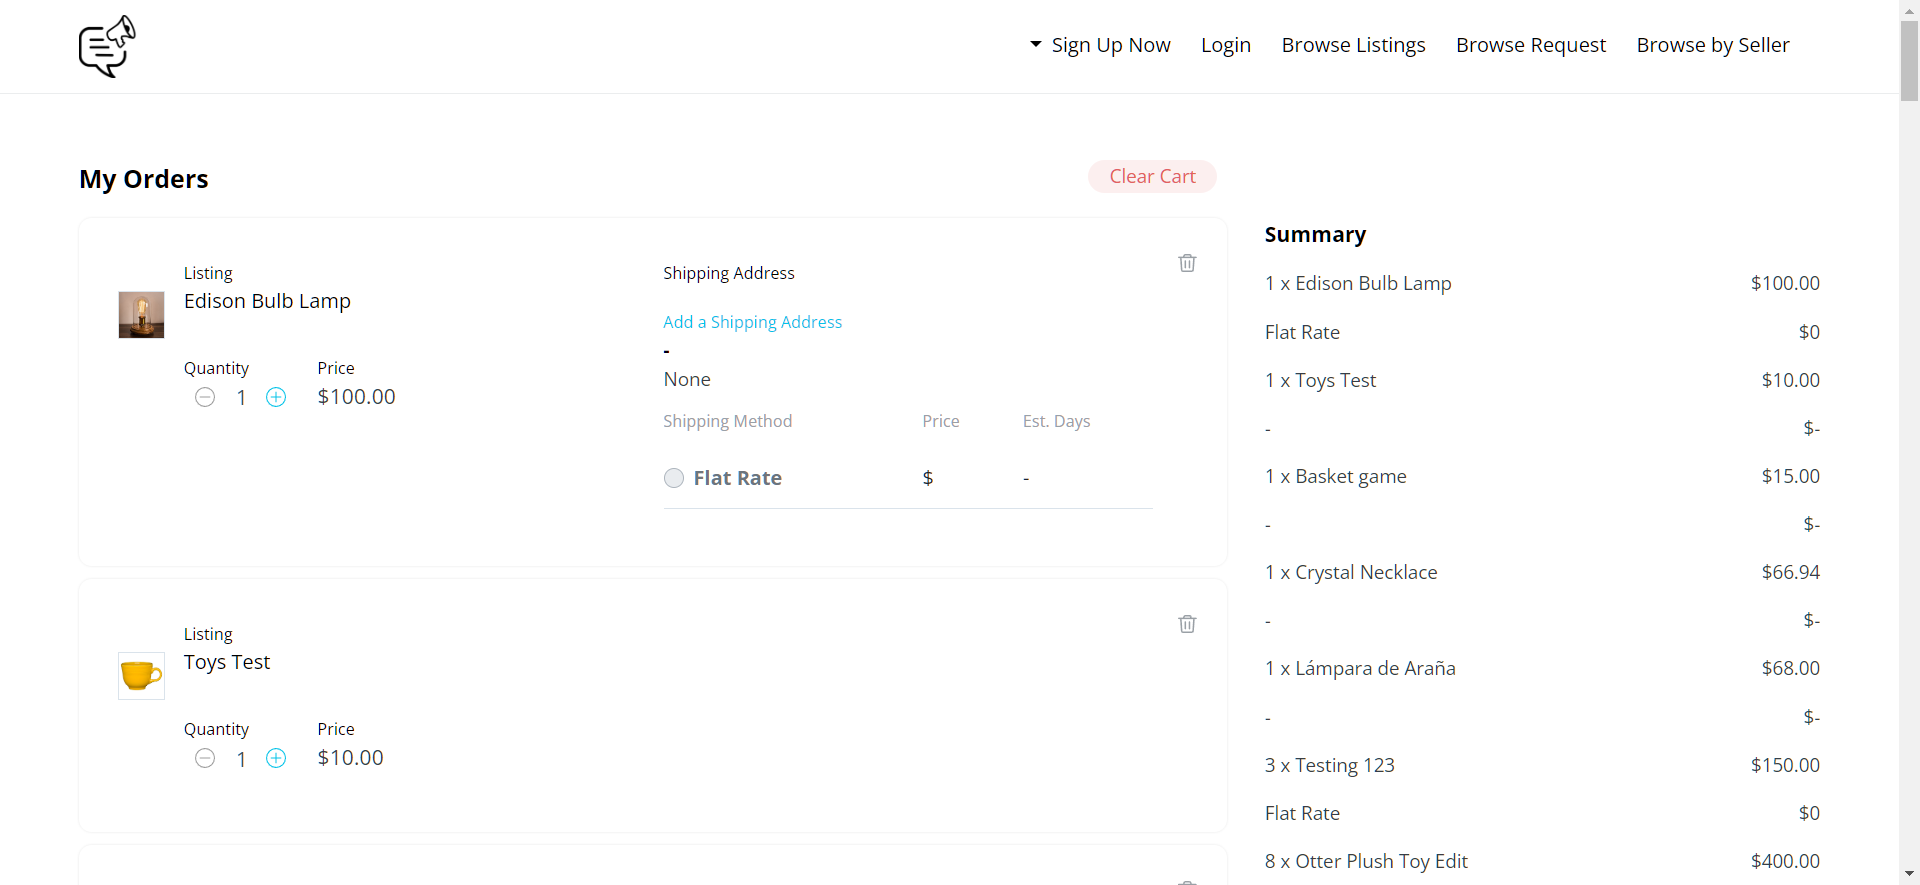 Sign Up Now Login Browse Listings Browse Request Browse by Seller
My Orders
Clear Cart
Listing
Edison Bulb Lamp
Quantity Price
1 $100.00
Shipping Address
Add a Shipping Address
-
None
Shipping Method Price Est. Days
Flat Rate $ -
Listing
Toys Test
Quantity Price
1 $10.00
Summary
1 x Edison Bulb Lamp $100.00
Flat Rate $0
1 x Toys Test $10.00
- $-
1 x Basket game $15.00
- $-
1 x Crystal Necklace $66.94
- $-
1 x Lámpara de Araña $68.00
- $-
3 x Testing 123 $150.00
Flat Rate $0
8 x Otter Plush Toy Edit $400.00